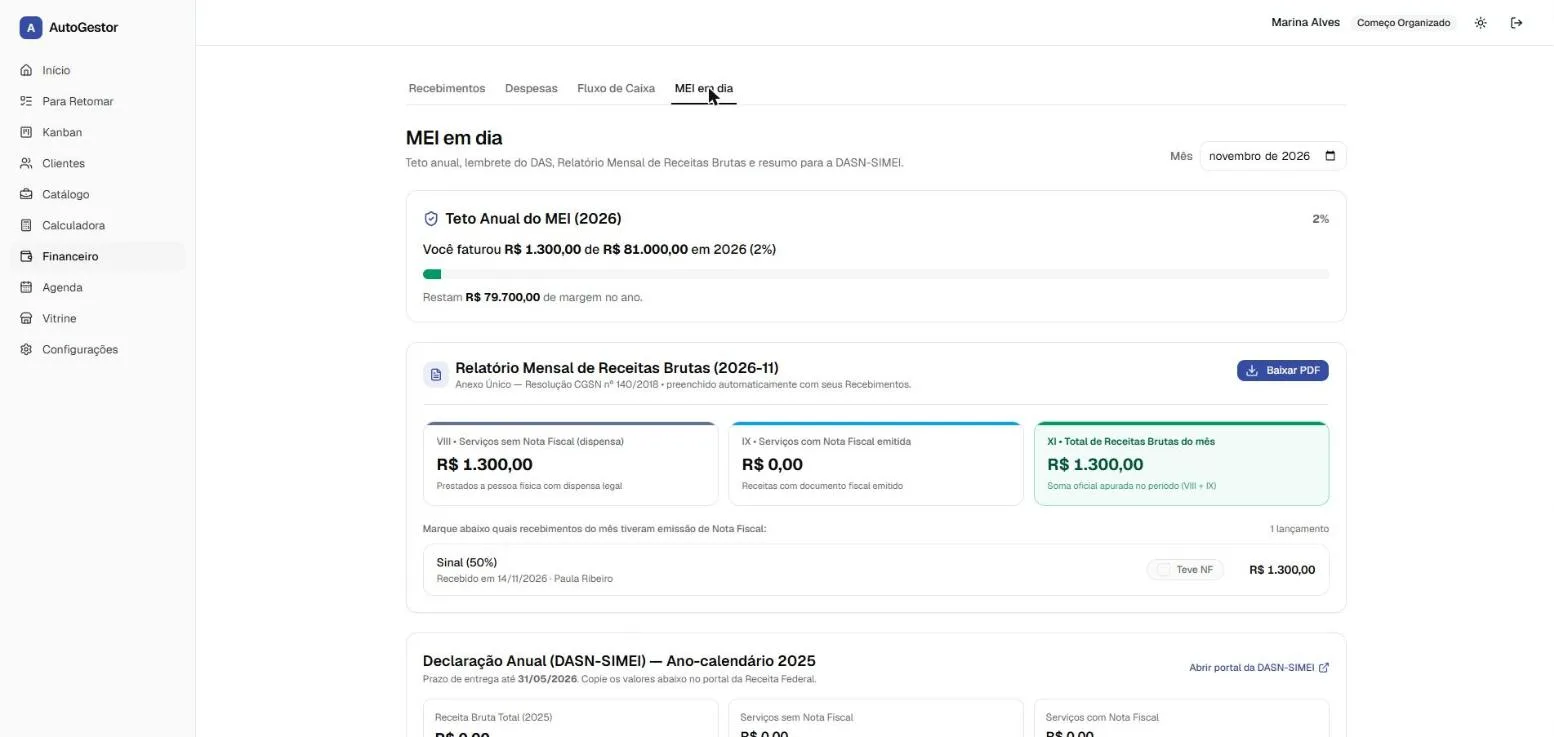 A AutoGestor
Marina Alves Começo Organizado
Início
Para Retomar
Kanban
Clientes
Catálogo
Calculadora
Financeiro
Agenda
Vitrine
Configurações
Recebimentos Despesas Fluxo de Caixa MEI em dia
MEI em dia
Teto anual, lembrete do DAS, Relatório Mensal de Receitas Brutas e resumo para a DASN-SIMEI.
Mês novembro de 2026
Teto Anual do MEI (2026) 2%
Você faturou R$ 1.300,00 de R$ 81.000,00 em 2026 (2%)
Restam R$ 79.700,00 de margem no ano.
Relatório Mensal de Receitas Brutas (2026-11)
Anexo Único — Resolução CGSN nº 140/2018 • preenchido automaticamente com seus Recebimentos.
Baixar PDF
VIII • Serviços sem Nota Fiscal (dispensa)
R$ 1.300,00
Prestados a pessoa física com dispensa legal
IX • Serviços com Nota Fiscal emitida
R$ 0,00
Receitas com documento fiscal emitido
XI • Total de Receitas Brutas do mês
R$ 1.300,00
Soma oficial apurada no período (VIII + IX)
Marque abaixo quais recebimentos do mês tiveram emissão de Nota Fiscal: 1 lançamento
Sinal (50%)
Recebido em 14/11/2026 · Paula Ribeiro
Teve NF R$ 1.300,00
Declaração Anual (DASN-SIMEI) — Ano-calendário 2025
Prazo de entrega até 31/05/2026. Copie os valores abaixo no portal da Receita Federal.
Abrir portal da DASN-SIMEI
Receita Bruta Total (2025)
R$ 0,00
Serviços sem Nota Fiscal
R$ 0,00
Serviços com Nota Fiscal
R$ 0,00